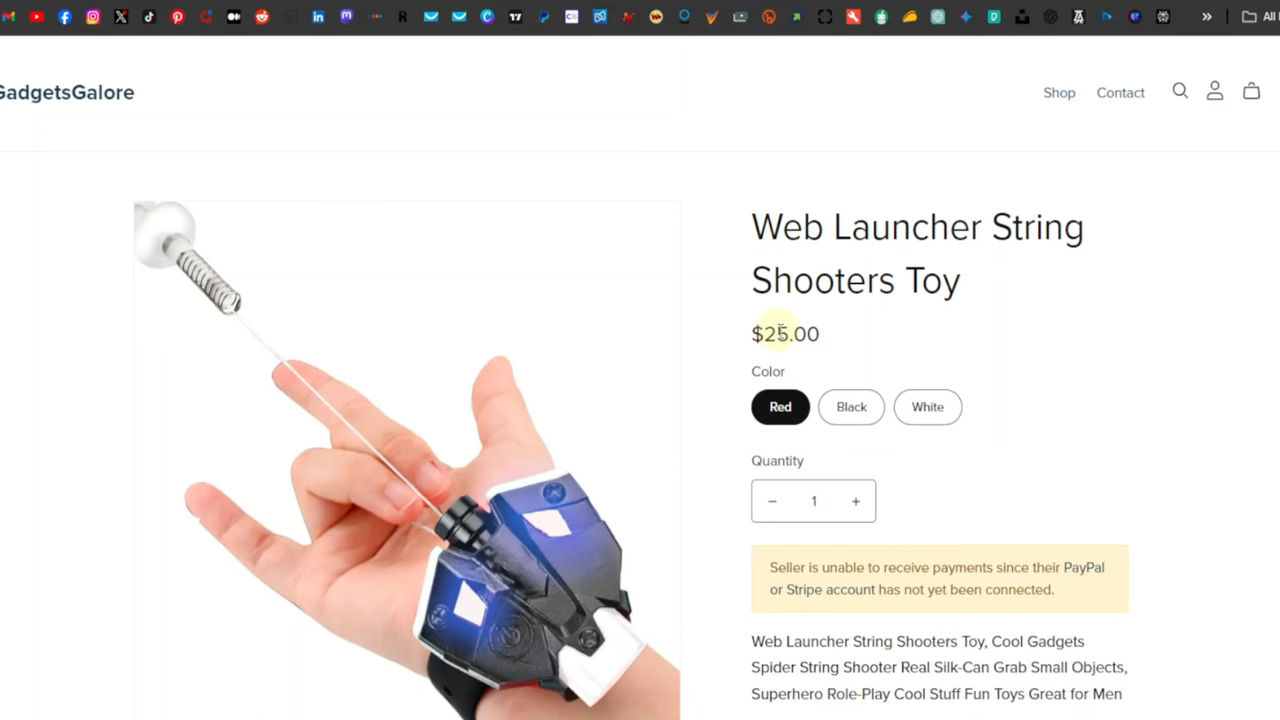 GadgetsGalore
Shop
Contact
Web Launcher String
Shooters Toy
$25.00
Color
Red
Black
White
Quantity
− 1 +
Seller is unable to receive payments since their PayPal
or Stripe account has not yet been connected.
Web Launcher String Shooters Toy, Cool Gadgets
Spider String Shooter Real Silk-Can Grab Small Objects,
Superhero Role-Play Cool Stuff Fun Toys Great for Men